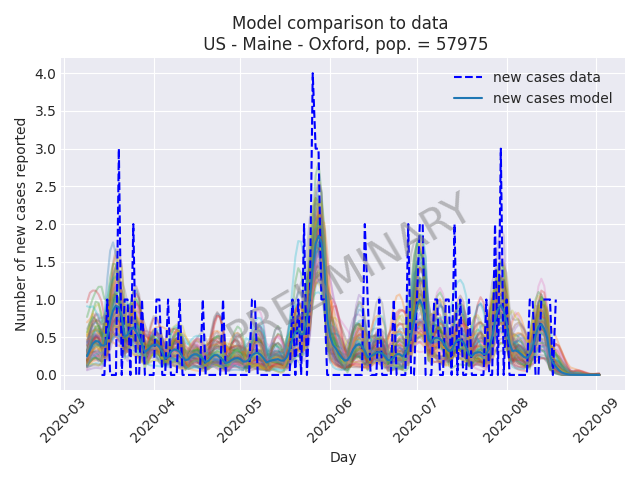 Model comparison to data
US - Maine - Oxford, pop. = 57975
new cases data
new cases model
PRELIMINARY
Number of new cases reported
4.0
3.5
3.0
2.5
2.0
1.5
1.0
0.5
0.0
2020-03
2020-04
2020-05
2020-06
2020-07
2020-08
2020-09
Day